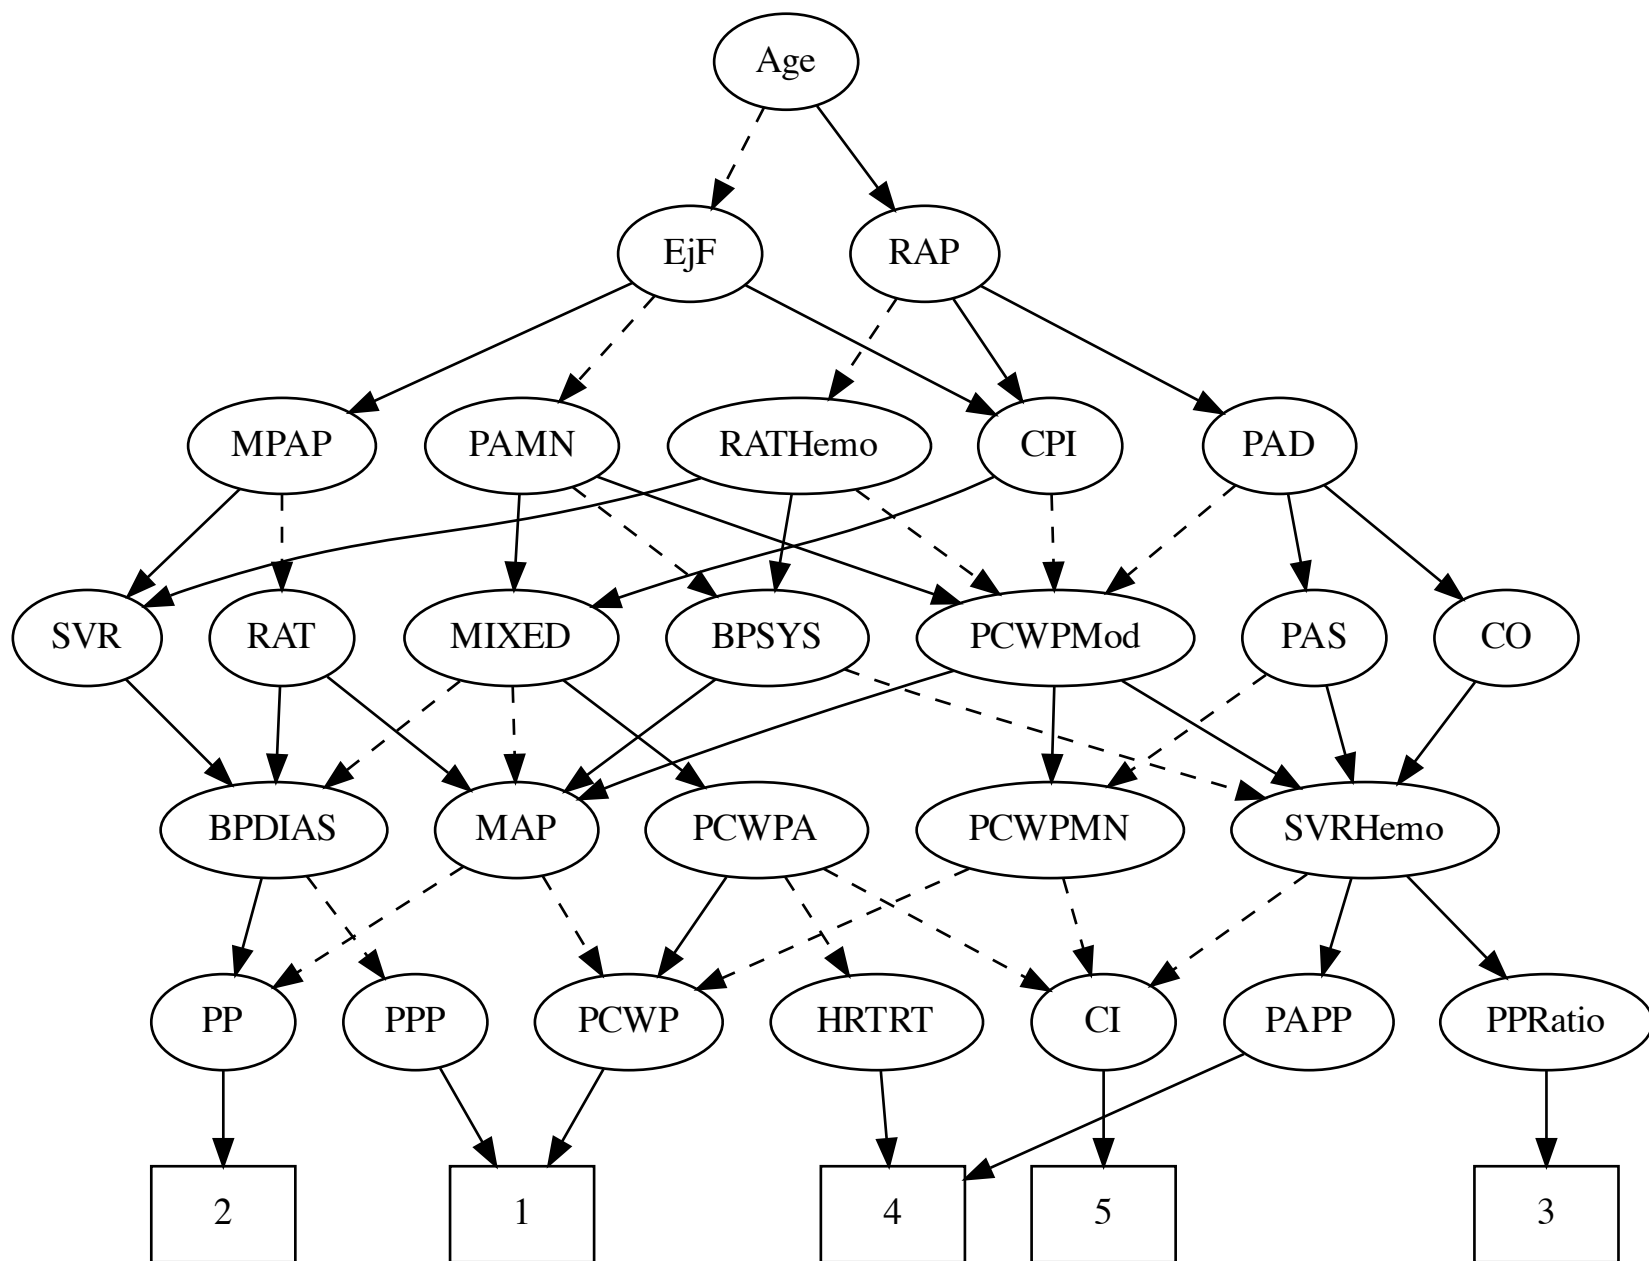 Age
EjF
RAP
MPAP
PAMN
RATHemo
CPI
PAD
SVR
RAT
MIXED
BPSYS
PCWPMod
PAS
CO
BPDIAS
MAP
PCWPA
PCWPMN
SVRHemo
PP
PPP
PCWP
HRTRT
CI
PAPP
PPRatio
2
1
4
5
3